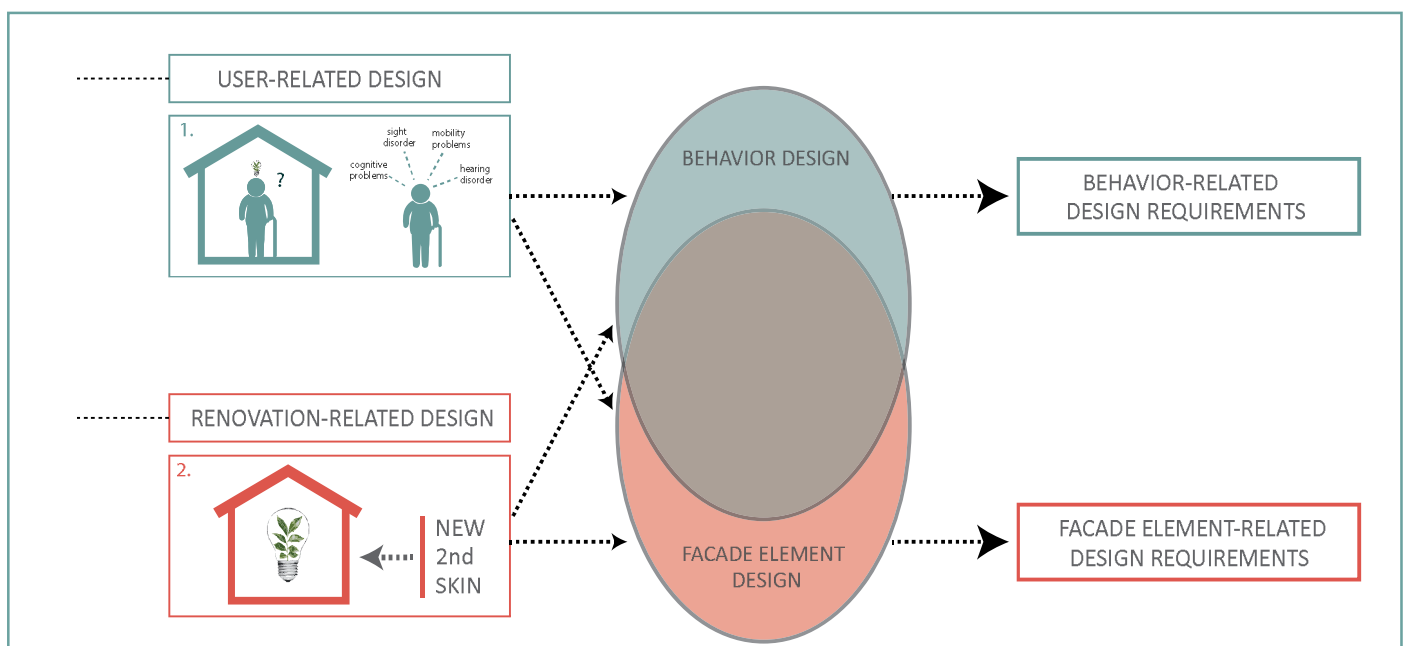 USER-RELATED DESIGN
1.
?
sight
disorder
mobility
problems
cognitive
problems
hearing
disorder
RENOVATION-RELATED DESIGN
2.
NEW
2nd
SKIN
BEHAVIOR DESIGN
FACADE ELEMENT
DESIGN
BEHAVIOR-RELATED
DESIGN REQUIREMENTS
FACADE ELEMENT-RELATED
DESIGN REQUIREMENTS